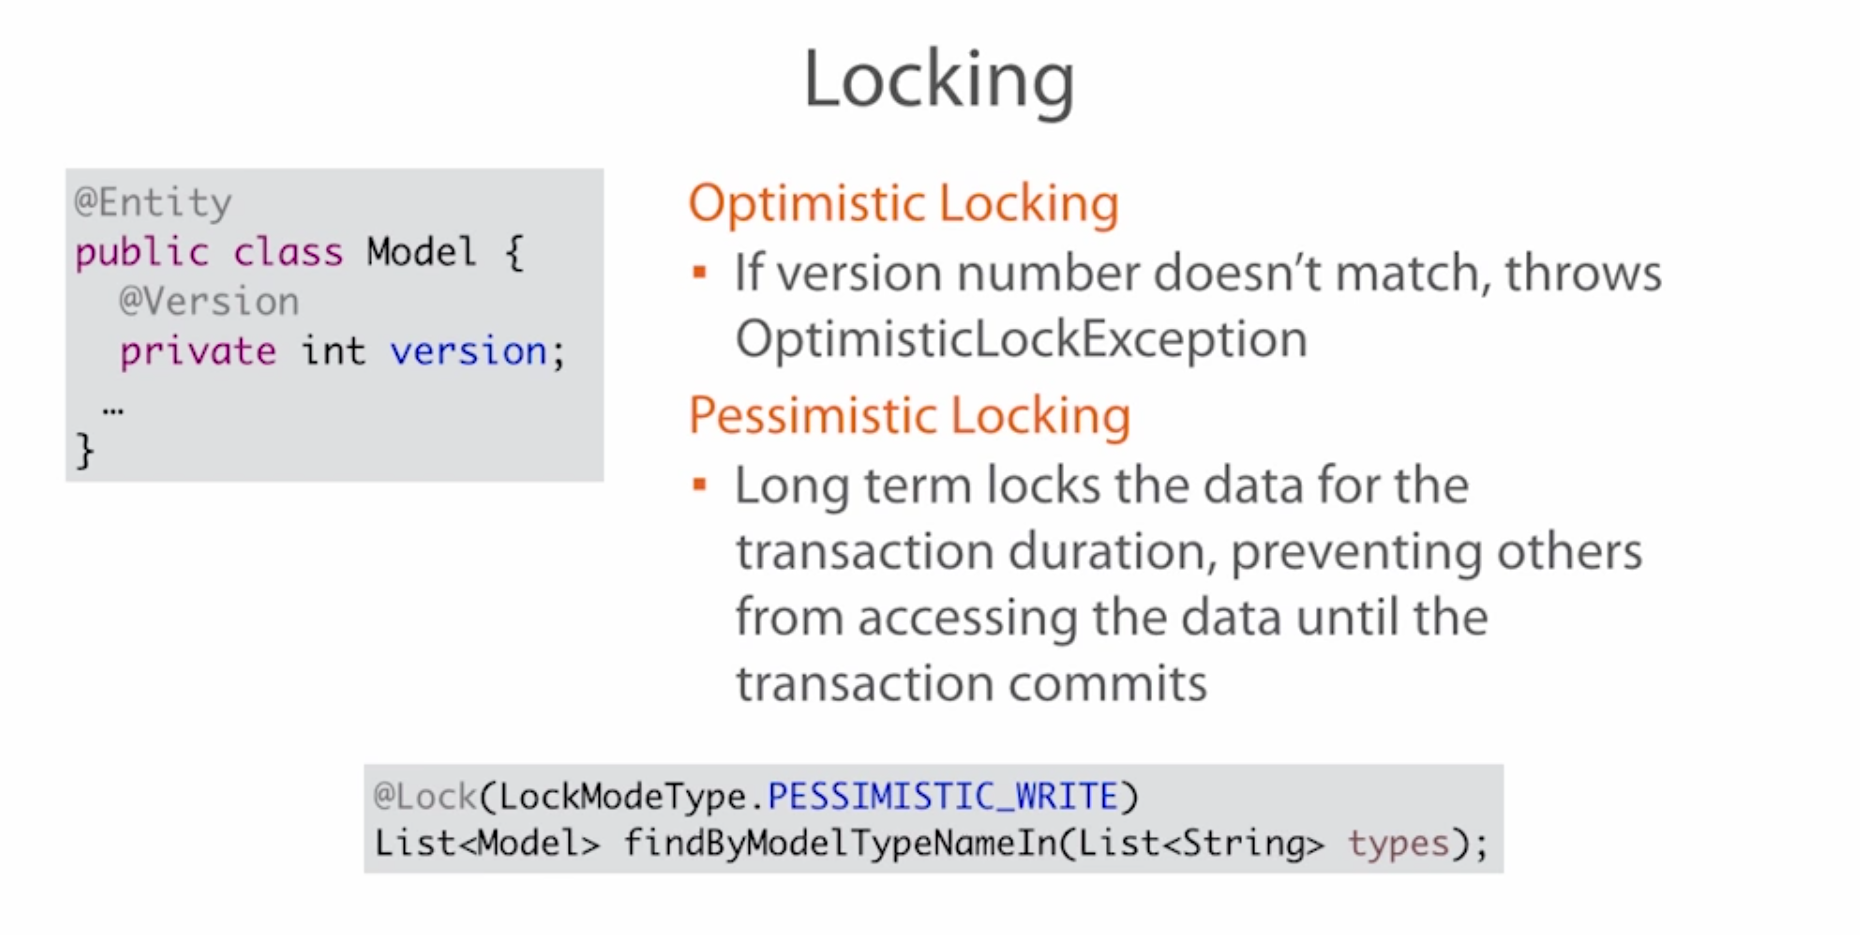 Locking
@Entity
public class Model {
@Version
private int version;
…
}
Optimistic Locking
▪ If version number doesn’t match, throws
OptimisticLockException
Pessimistic Locking
▪ Long term locks the data for the
transaction duration, preventing others
from accessing the data until the
transaction commits
@Lock(LockModeType.PESSIMISTIC_WRITE)
List<Model> findByModelTypeNameIn(List<String> types);